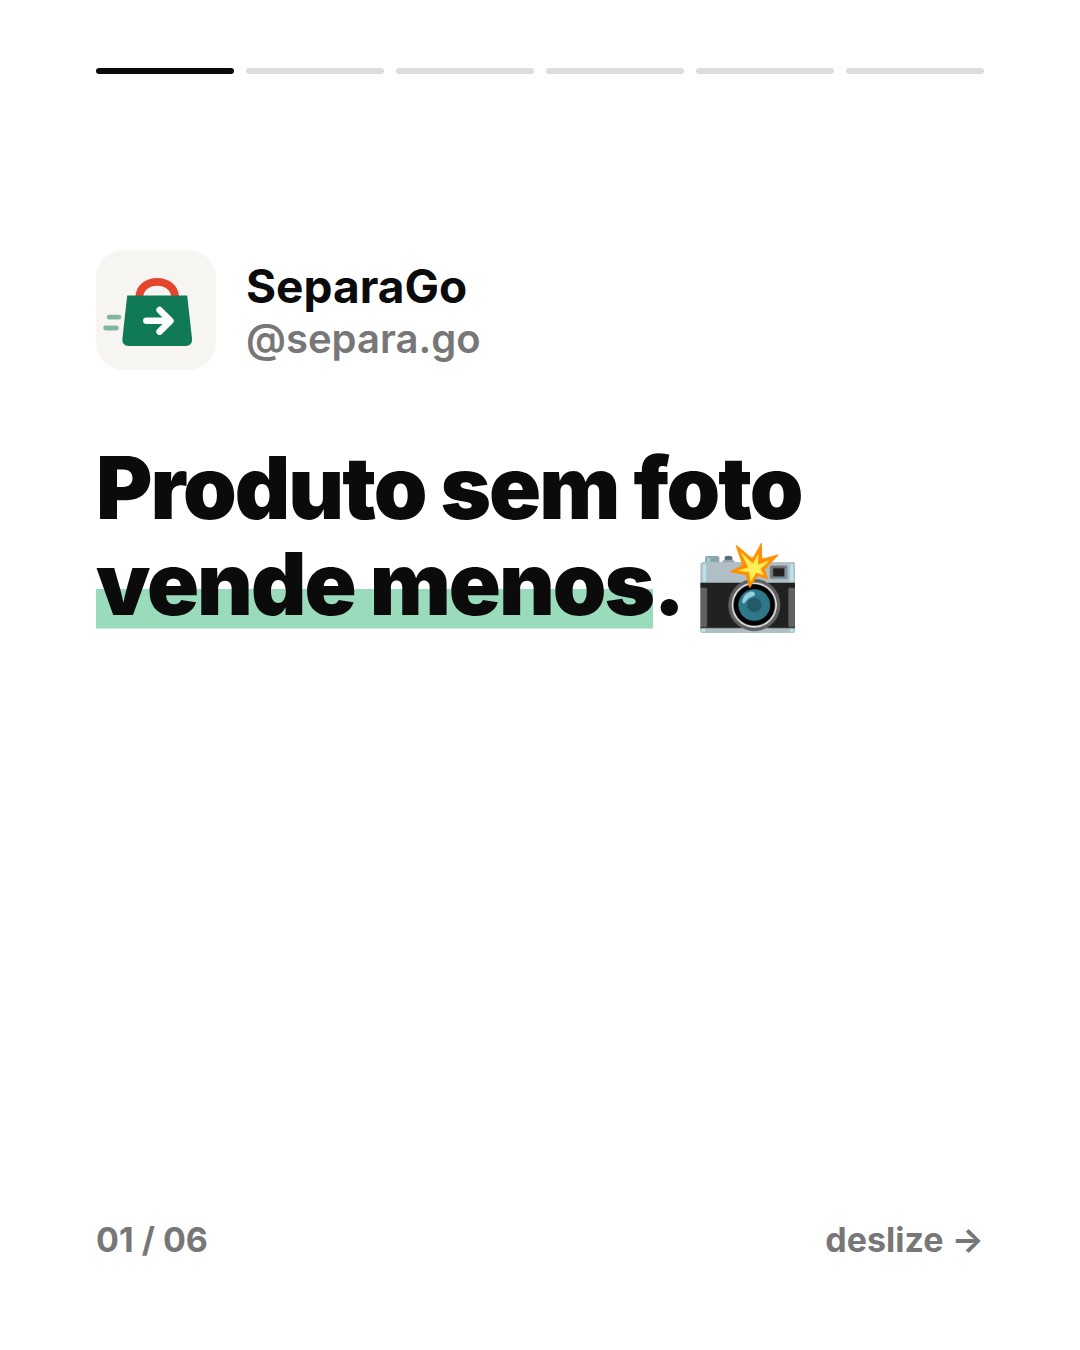 SeparaGo
@separa.go
Produto sem foto
vende menos. 📸
01 / 06
deslize →